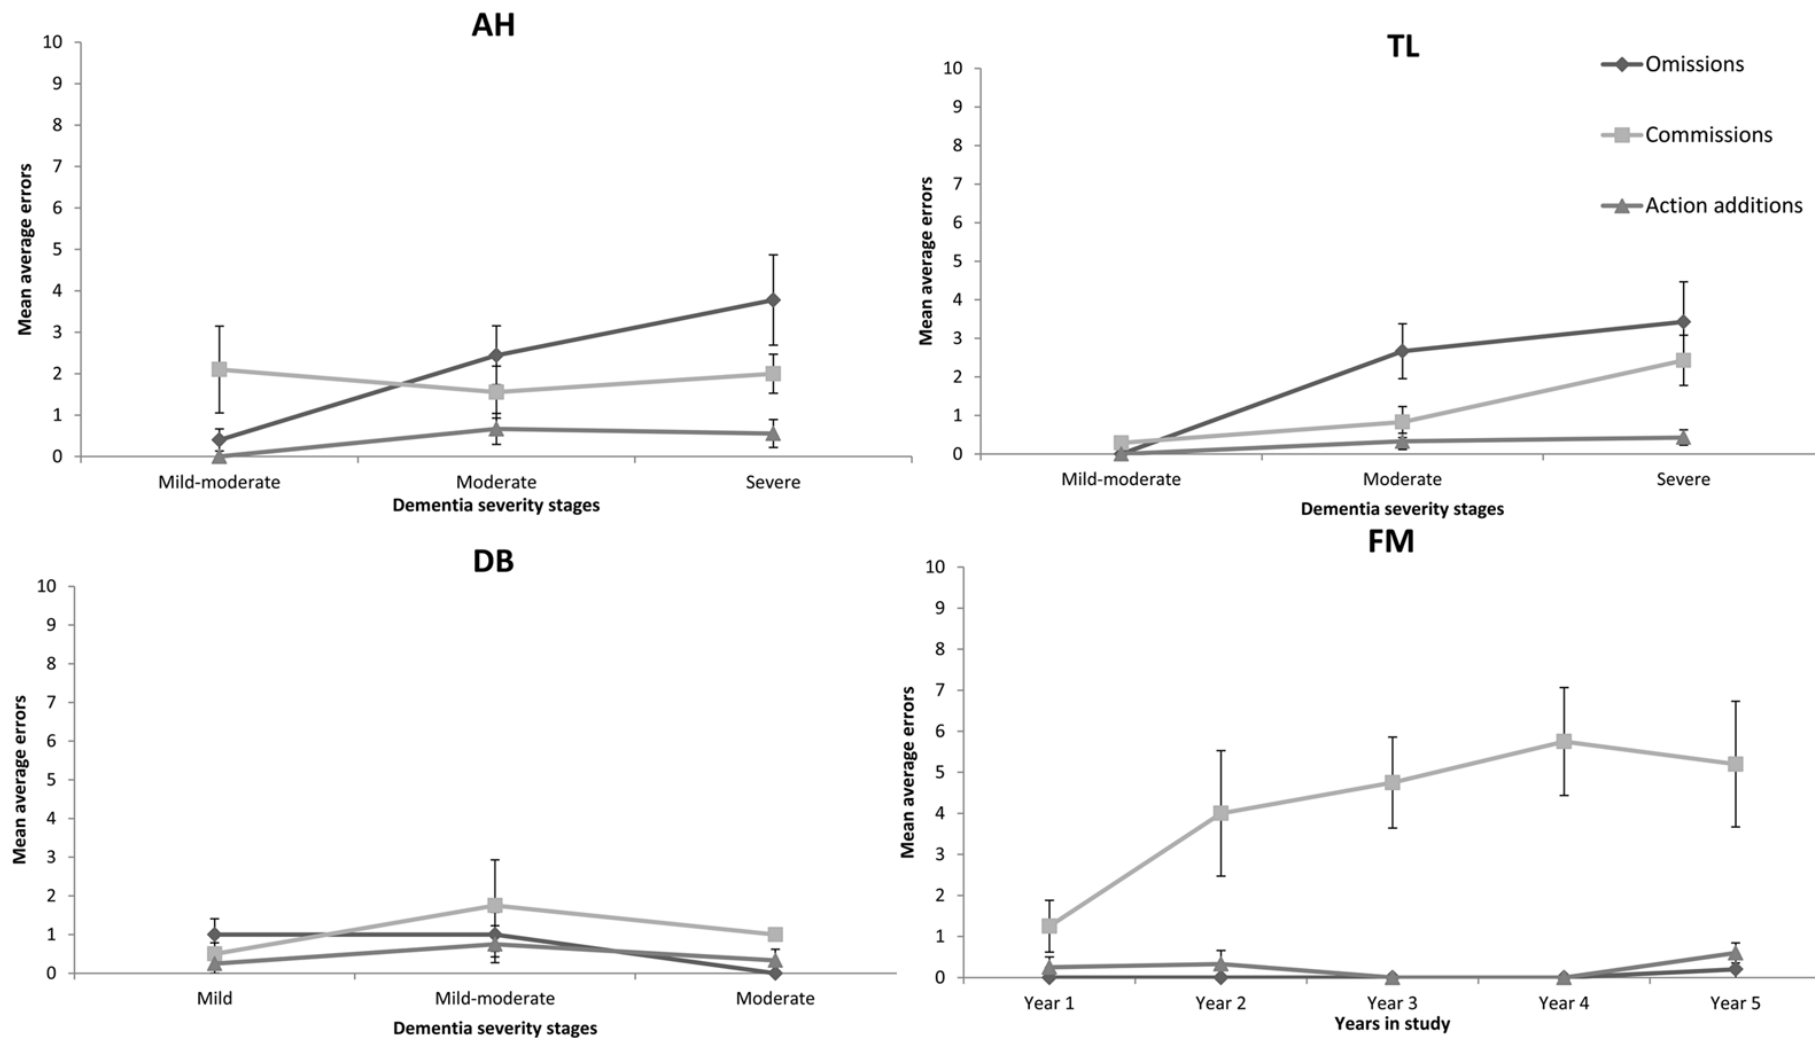 AH
10
9
8
7
6
5
4
3
2
1
0
Mean average errors
Mild-moderate Moderate Severe
Dementia severity stages
TL
10
9
8
7
6
5
4
3
2
1
0
Mean average errors
Mild-moderate Moderate Severe
Dementia severity stages
Omissions
Commissions
Action additions
DB
10
9
8
7
6
5
4
3
2
1
0
Mean average errors
Mild Mild-moderate Moderate
Dementia severity stages
FM
10
9
8
7
6
5
4
3
2
1
0
Mean average errors
Year 1 Year 2 Year 3 Year 4 Year 5
Years in study